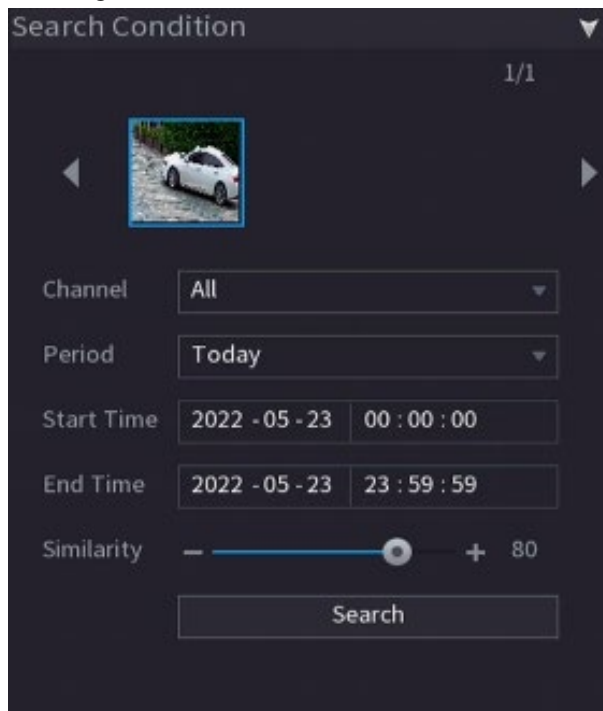 Search Condition
1/1
Channel All
Period Today
Start Time 2022 - 05 - 23 00 : 00 : 00
End Time 2022 - 05 - 23 23 : 59 : 59
Similarity 80
Search